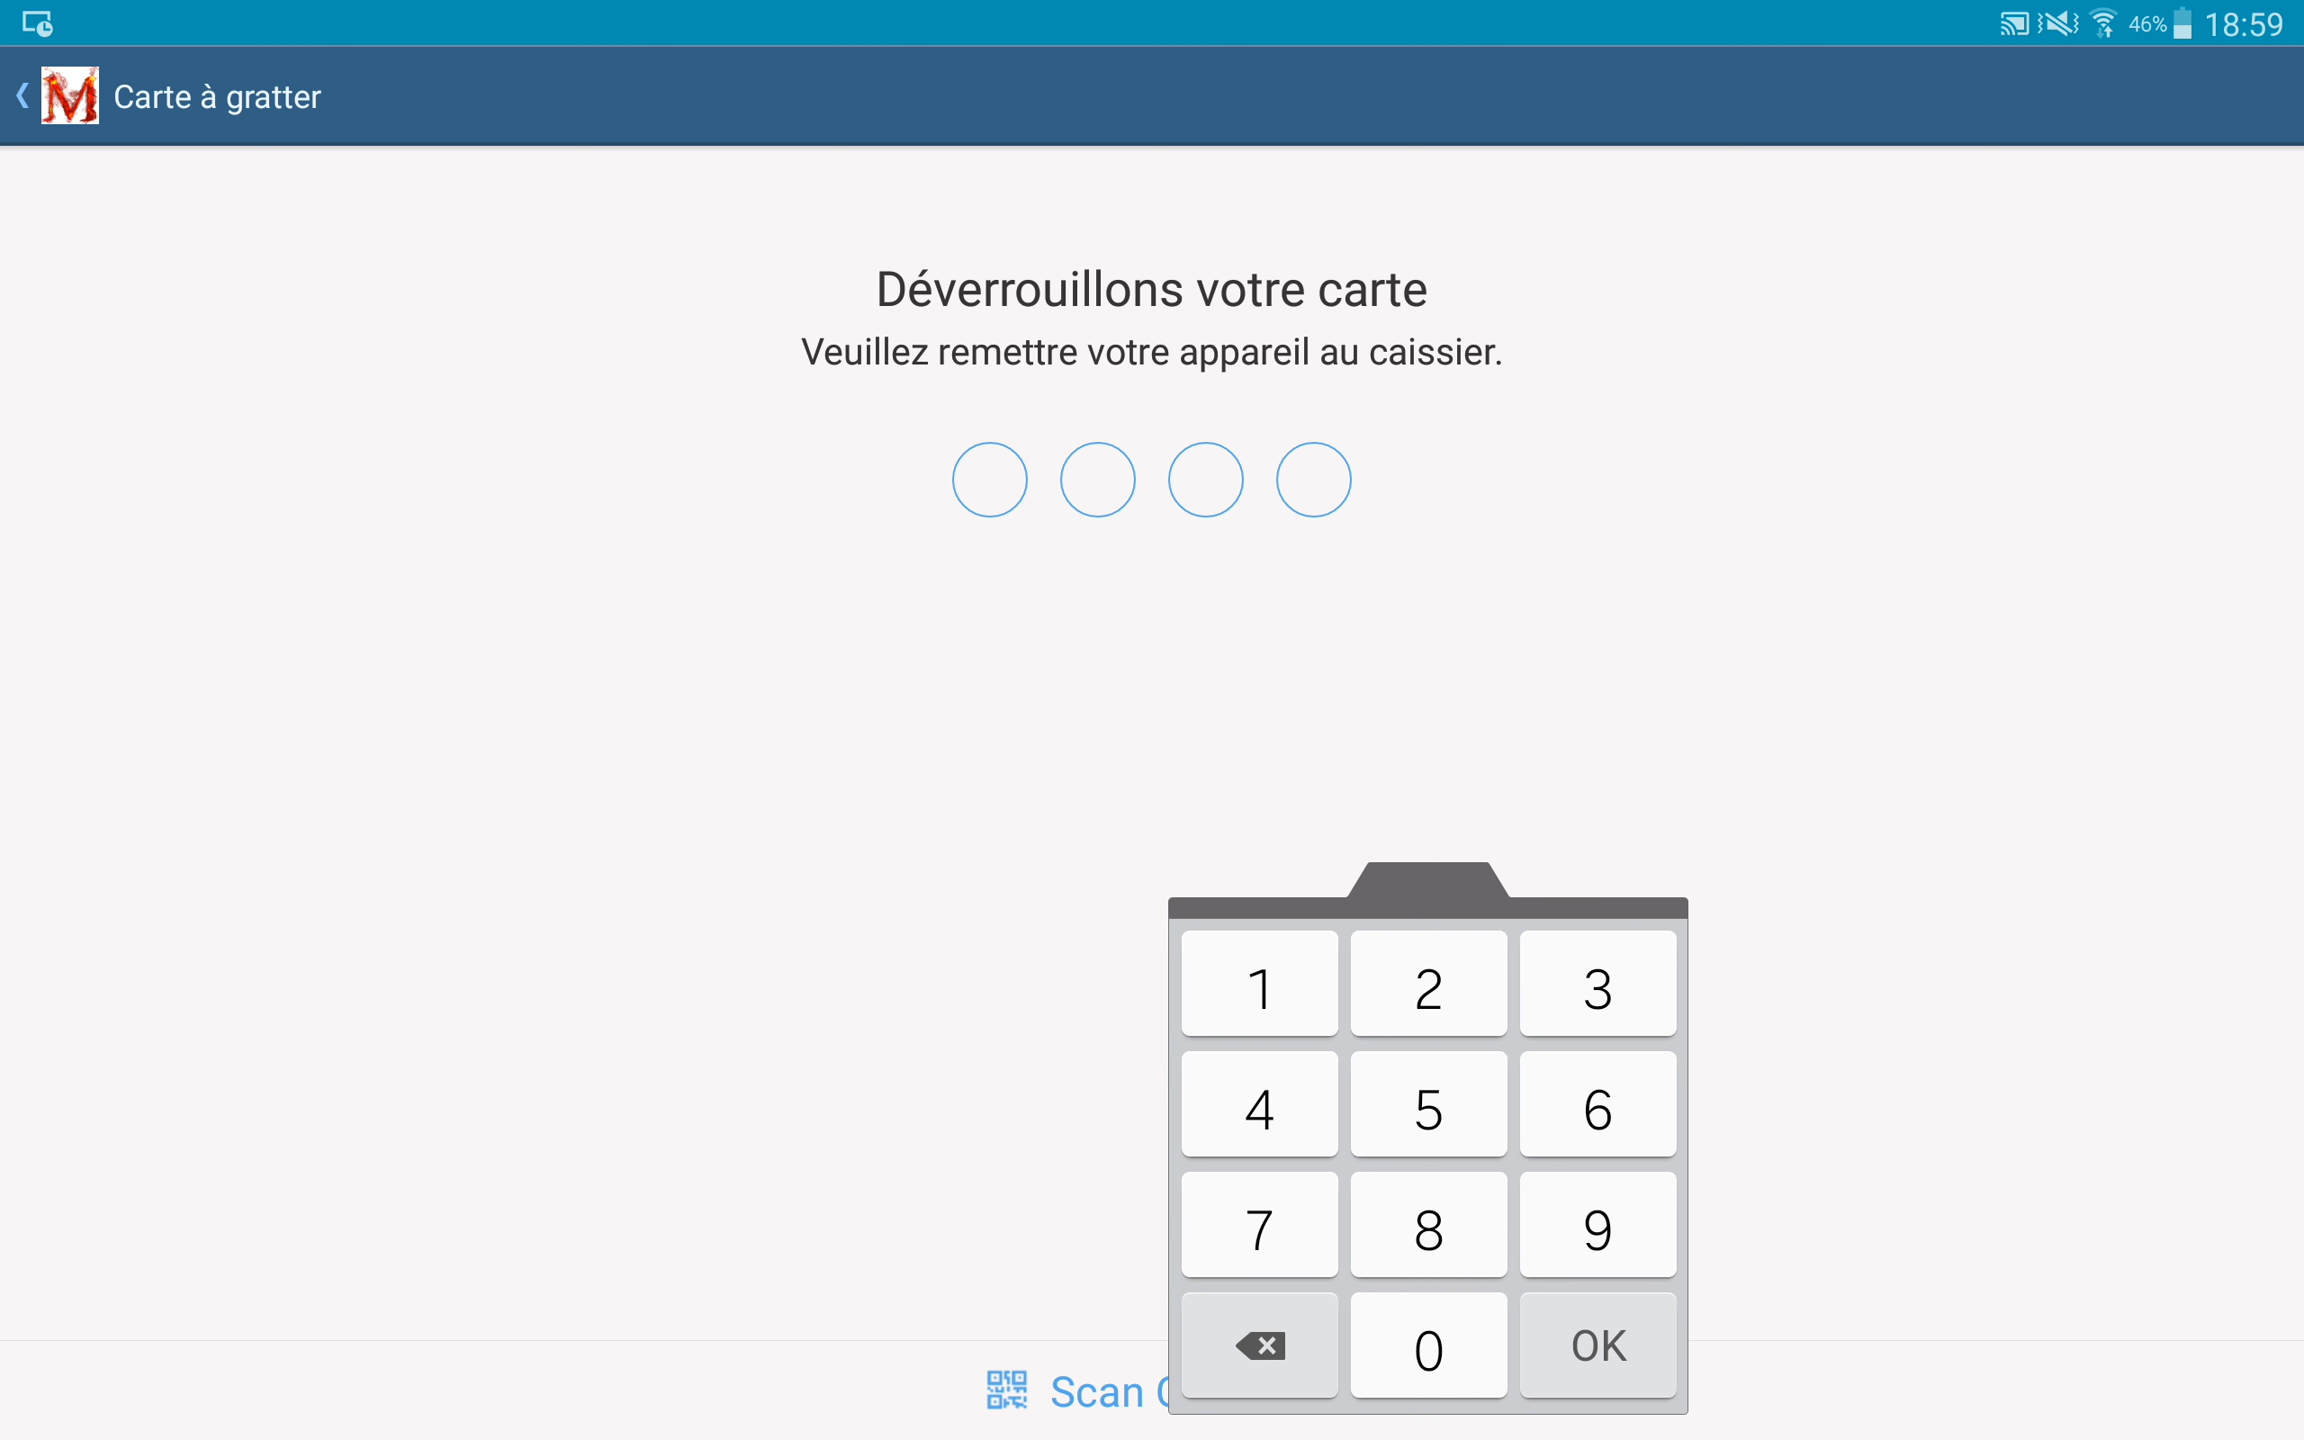 46% 18:59
M Carte à gratter
Déverrouillons votre carte
Veuillez remettre votre appareil au caissier.
1 2 3
4 5 6
7 8 9
0 OK
Scan